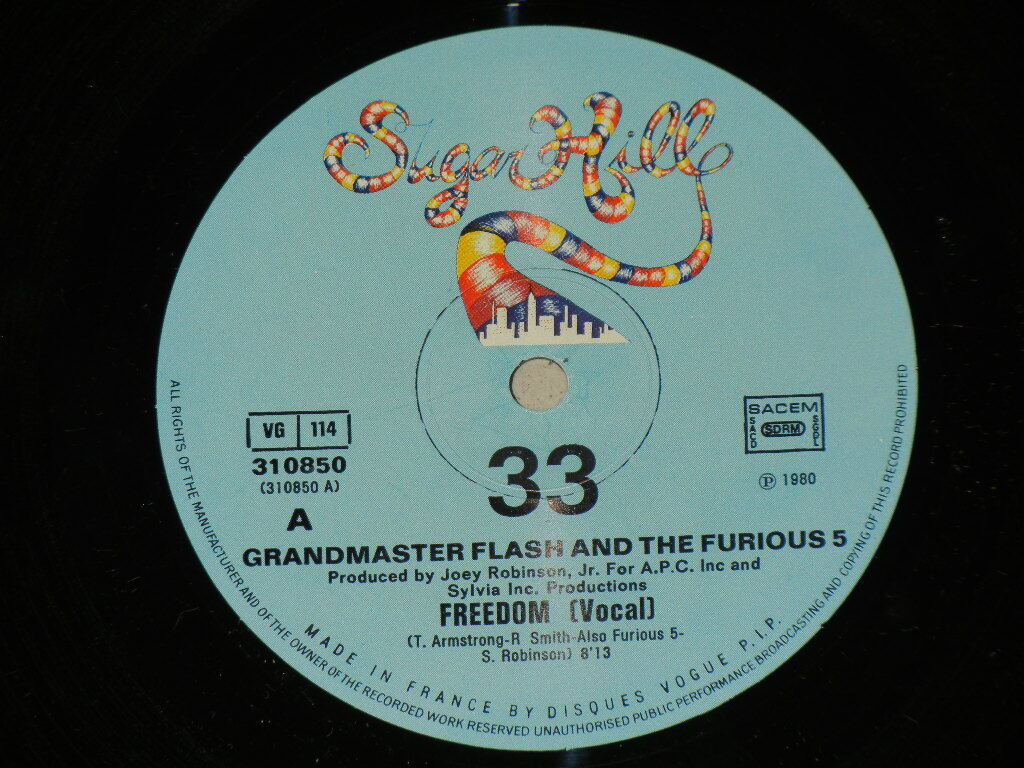 Sugar Hill
VG 114
310850
(310850 A)
A
33
SACEM
SACD SDRM SCDL
℗ 1980
GRANDMASTER FLASH AND THE FURIOUS 5
Produced by Joey Robinson, Jr. For A.P.C. Inc and
Sylvia Inc. Productions
FREEDOM (Vocal)
(T. Armstrong-R Smith-Also Furious 5-
S. Robinson) 8'13
MADE IN FRANCE BY DISQUES VOGUE P.I.P.
ALL RIGHTS OF THE MANUFACTURER AND OF THE OWNER OF THE RECORDED WORK RESERVED UNAUTHORISED PUBLIC PERFORMANCE BROADCASTING AND COPYING OF THIS RECORD PROHIBITED